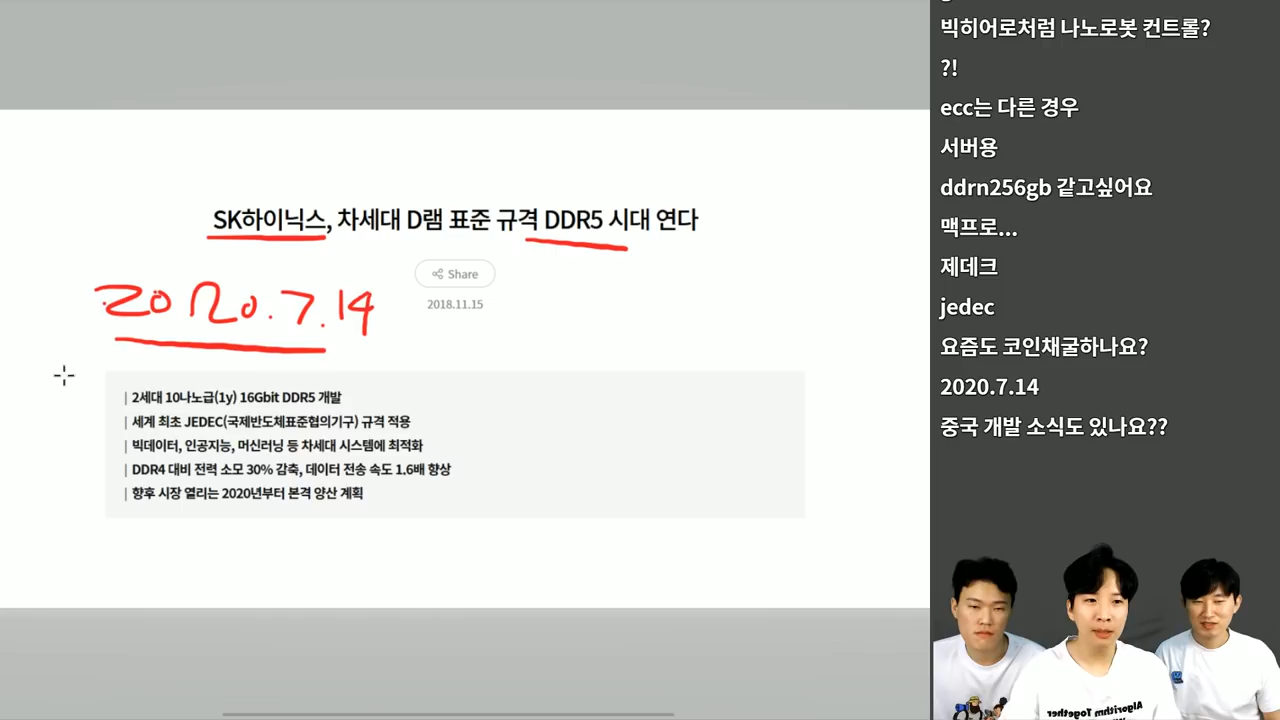 SK하이닉스, 차세대 D램 표준 규격 DDR5 시대 연다
Share
2018.11.15
2020.7.14
| 2세대 10나노급(1y) 16Gbit DDR5 개발
| 세계 최초 JEDEC(국제반도체표준협의기구) 규격 적용
| 빅데이터, 인공지능, 머신러닝 등 차세대 시스템에 최적화
| DDR4 대비 전력 소모 30% 감축, 데이터 전송 속도 1.6배 향상
| 향후 시장 열리는 2020년부터 본격 양산 계획
빅히어로처럼 나노로봇 컨트롤?
?!
ecc는 다른 경우
서버용
ddrn256gb 같고싶어요
맥프로...
제데크
jedec
요즘도 코인채굴하나요?
2020.7.14
중국 개발 소식도 있나요??
Algorithm Together